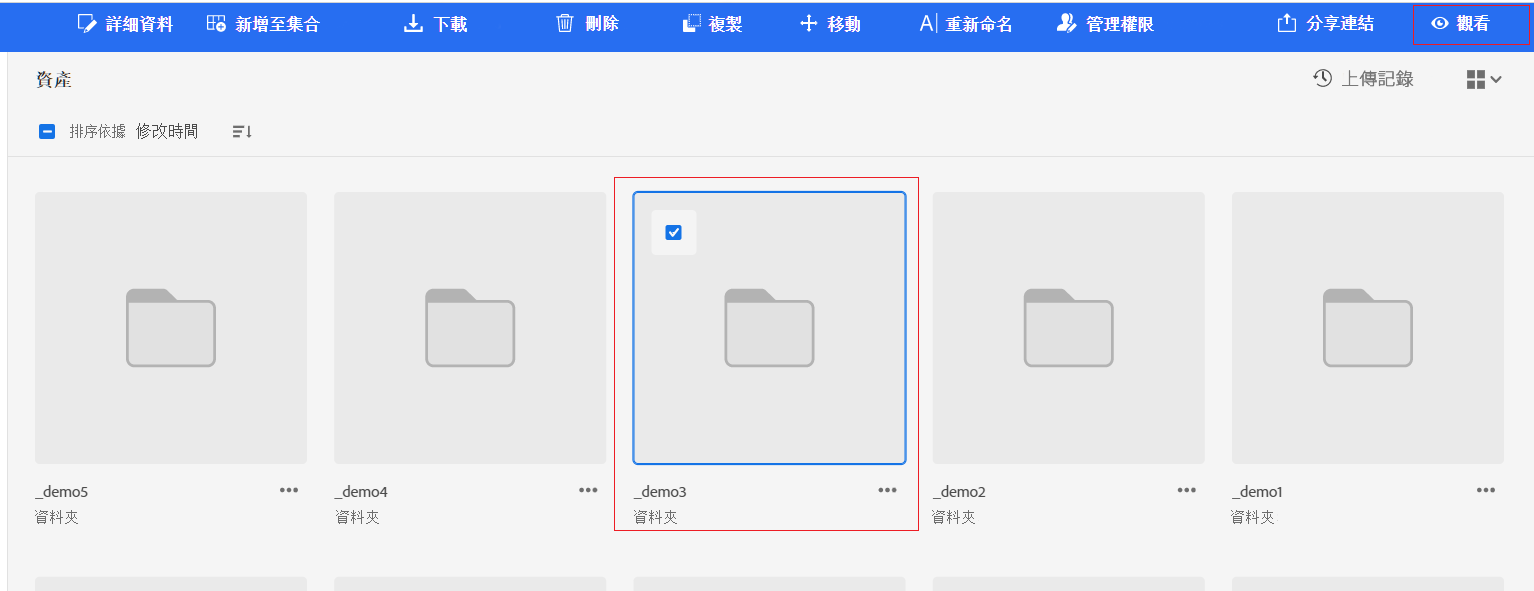 詳細資料 新增至集合 下載 刪除 複製 移動 重新命名 管理權限 分享連結 觀看
資產 上傳記錄
排序依據 修改時間
_demo5 _demo4 _demo3 _demo2 _demo1
資料夾 資料夾 資料夾 資料夾 資料夾